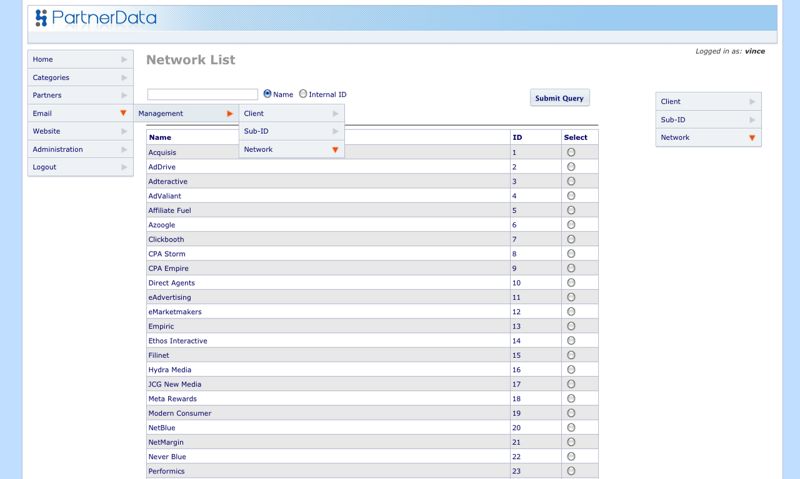 PartnerData
Logged in as: vince
Home
Categories
Partners
Email
Website
Administration
Logout
Network List
Name Internal ID
Submit Query
Management
Client
Sub-ID
Network
Client
Sub-ID
Network
Name ID Select
Acquisis 1
AdDrive 2
Adteractive 3
AdValiant 4
Affiliate Fuel 5
Azoogle 6
Clickbooth 7
CPA Storm 8
CPA Empire 9
Direct Agents 10
eAdvertising 11
eMarketmakers 12
Empiric 13
Ethos Interactive 14
Filinet 15
Hydra Media 16
JCG New Media 17
Meta Rewards 18
Modern Consumer 19
NetBlue 20
NetMargin 21
Never Blue 22
Performics 23